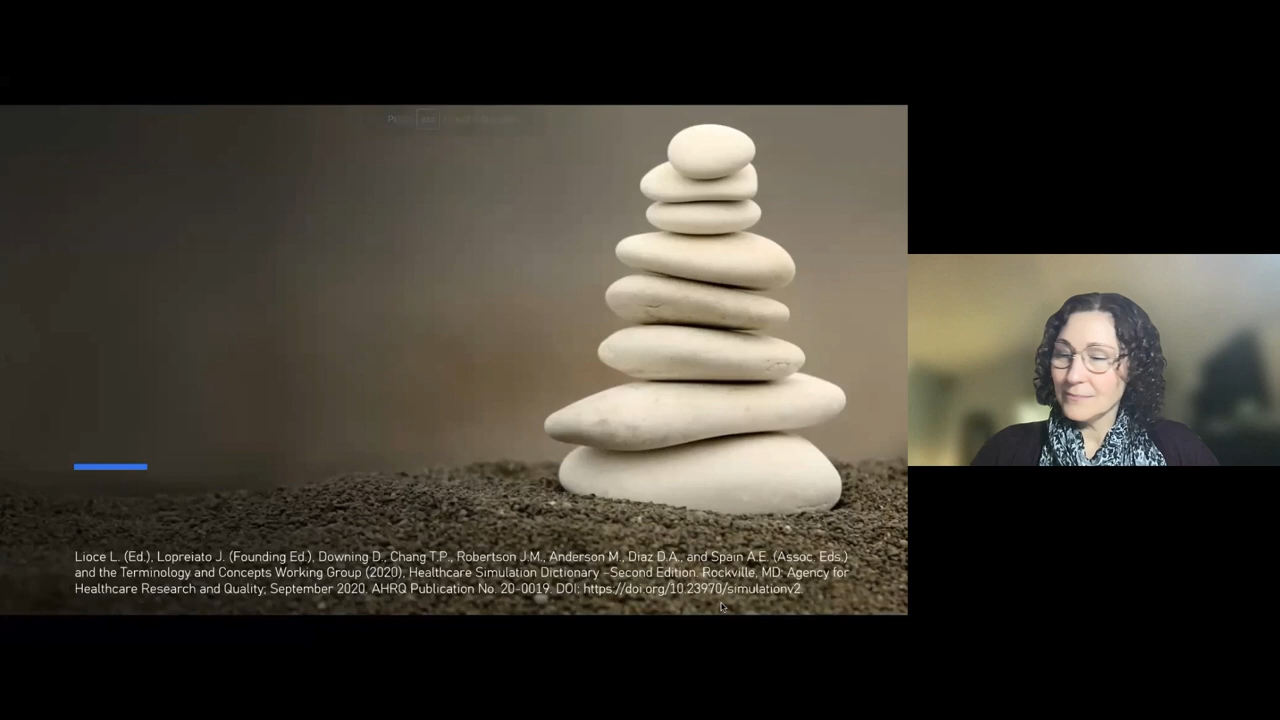 Lioce L. (Ed.), Lopreiato J. (Founding Ed.), Downing D., Chang T.P., Robertson J.M., Anderson M., Diaz D.A., and Spain A.E. (Assoc. Eds.)
and the Terminology and Concepts Working Group (2020), Healthcare Simulation Dictionary –Second Edition. Rockville, MD: Agency for
Healthcare Research and Quality; September 2020. AHRQ Publication No. 20-0019. DOI: https://doi.org/10.23970/simulationv2.